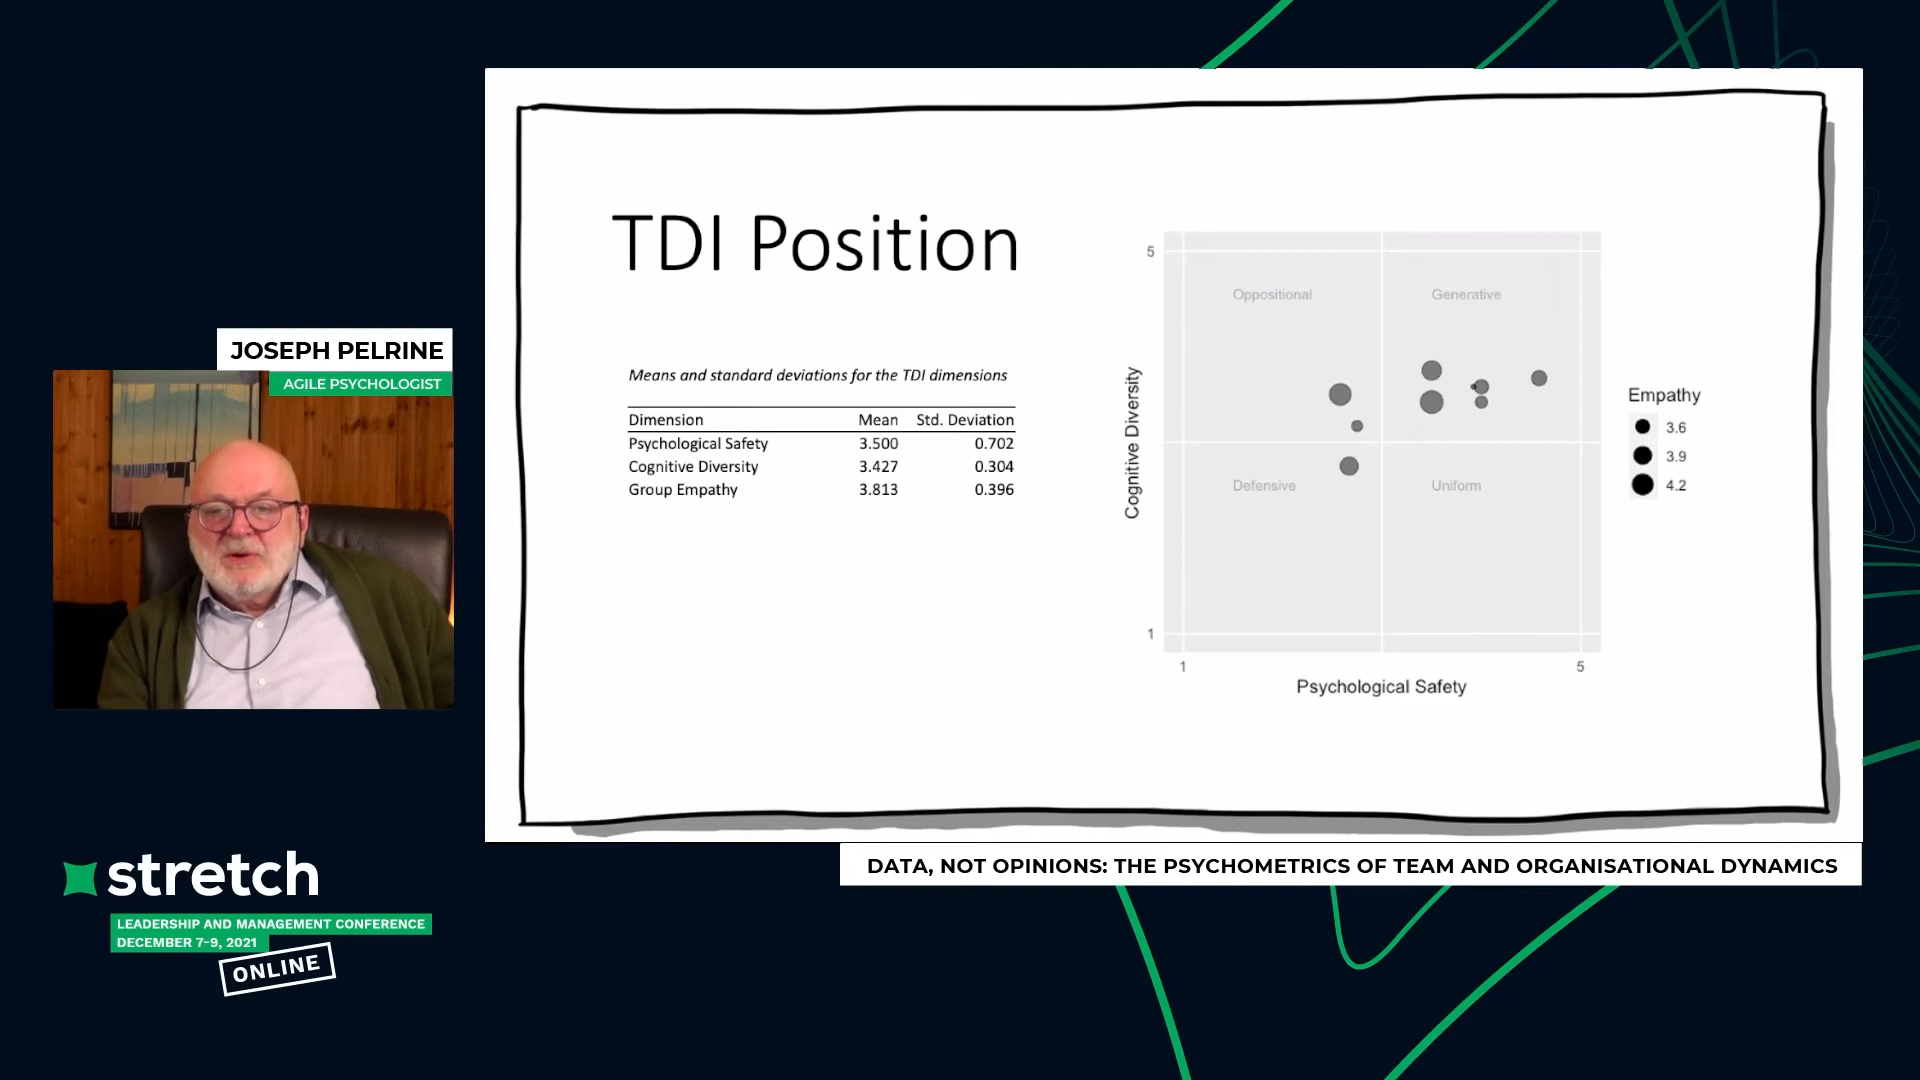 JOSEPH PELRINE
AGILE PSYCHOLOGIST
TDI Position
Means and standard deviations for the TDI dimensions
Dimension Mean Std. Deviation
Psychological Safety 3.500 0.702
Cognitive Diversity 3.427 0.304
Group Empathy 3.813 0.396
5
Oppositional Generative
Cognitive Diversity
Defensive Uniform
1
1 5
Psychological Safety
Empathy
3.6
3.9
4.2
DATA, NOT OPINIONS: THE PSYCHOMETRICS OF TEAM AND ORGANISATIONAL DYNAMICS
stretch
LEADERSHIP AND MANAGEMENT CONFERENCE
DECEMBER 7-9, 2021
ONLINE